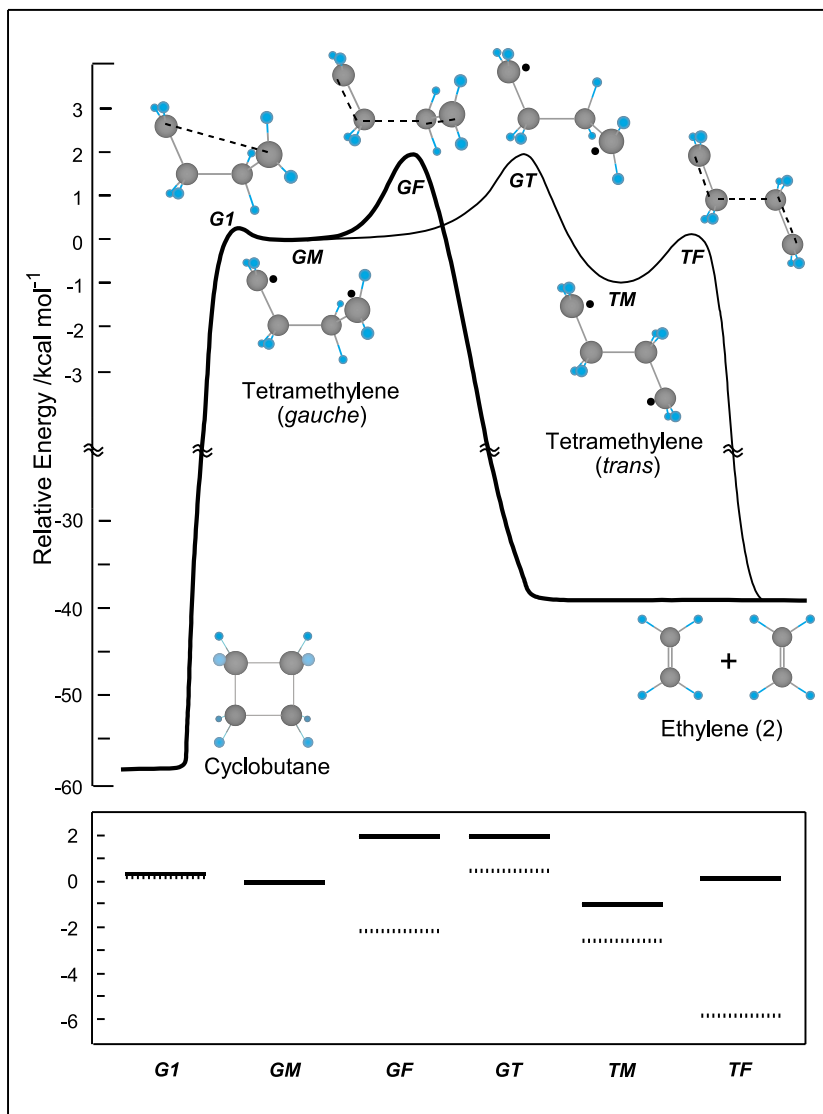 Relative Energy /kcal mol⁻¹
3
2
1
0
-1
-2
-3
-30
-40
-50
-60
G1
GM
GF
GT
TM
TF
Tetramethylene
(gauche)
Tetramethylene
(trans)
Cyclobutane
+
Ethylene (2)
2
0
-2
-4
-6
G1 GM GF GT TM TF